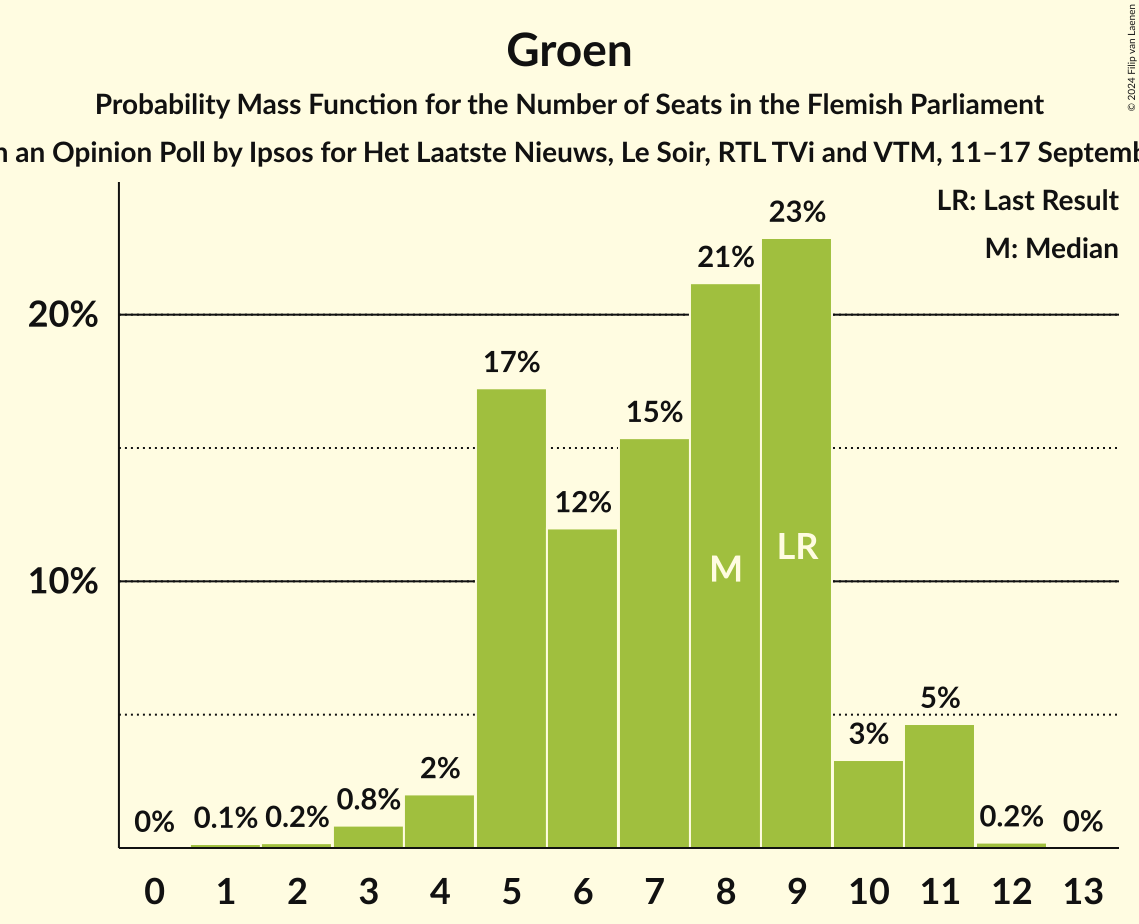 © 2024 Filip van Laenen
Groen
Probability Mass Function for the Number of Seats in the Flemish Parliament
an Opinion Poll by Ipsos for Het Laatste Nieuws, Le Soir, RTL TVi and VTM, 11–17
LR: Last Result
M: Median
23%
21%
20%
17%
15%
12%
LR
M
10%
5%
3%
2%
0.8%
0% 0.1% 0.2% 0.2% 0%
0 1 2 3 4 5 6 7 8 9 10 11 12 13